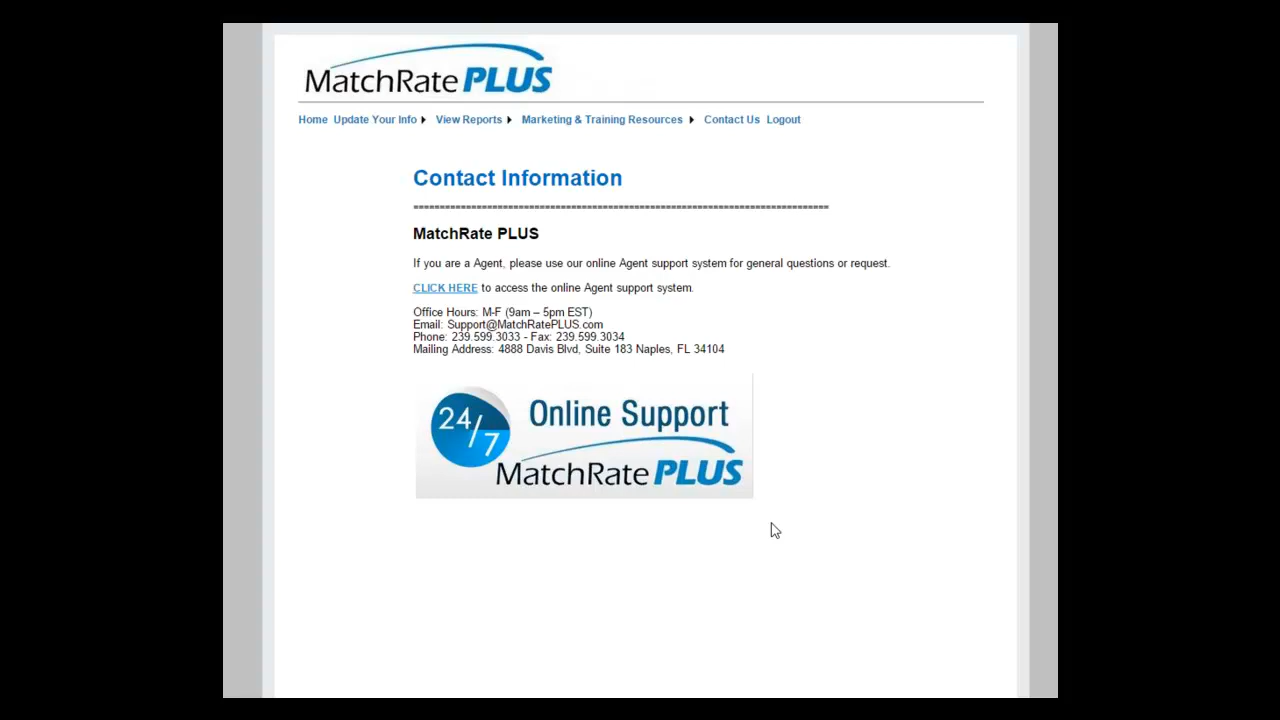 MatchRate PLUS
Home Update Your Info View Reports Marketing & Training Resources Contact Us Logout
Contact Information
===============================================================================
MatchRate PLUS
If you are a Agent, please use our online Agent support system for general questions or request.
CLICK HERE to access the online Agent support system.
Office Hours: M-F (9am – 5pm EST)
Email: Support@MatchRatePLUS.com
Phone: 239.599.3033 - Fax: 239.599.3034
Mailing Address: 4888 Davis Blvd, Suite 183 Naples, FL 34104
24/7 Online Support
MatchRate PLUS